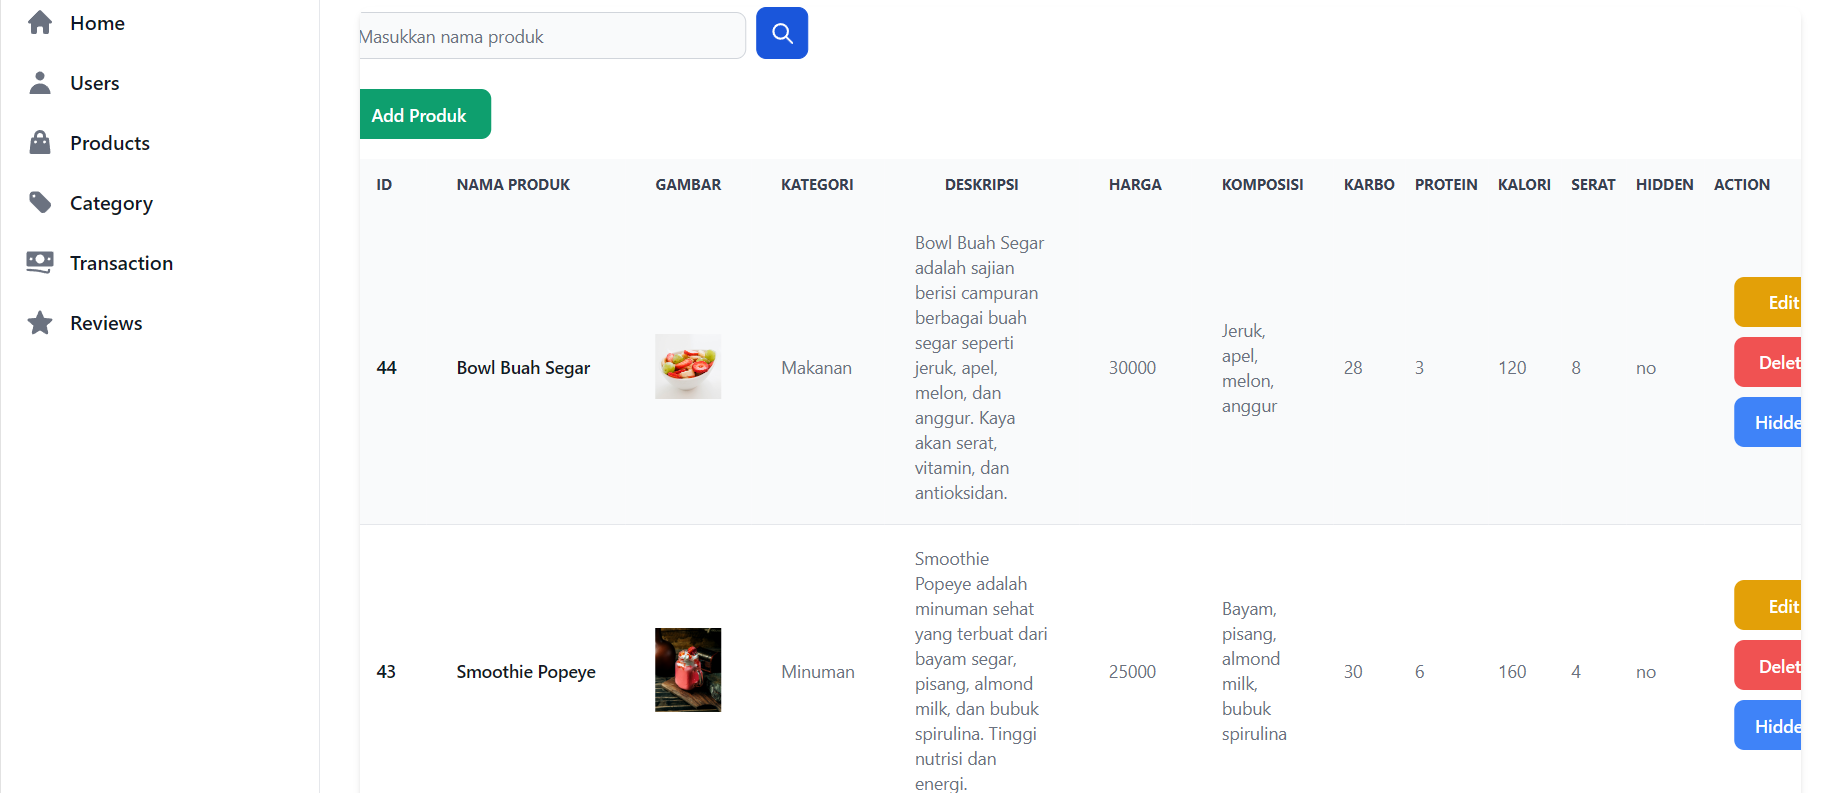 Home
Users
Products
Category
Transaction
Reviews
Masukkan nama produk
Add Produk
ID NAMA PRODUK GAMBAR KATEGORI DESKRIPSI HARGA KOMPOSISI KARBO PROTEIN KALORI SERAT HIDDEN ACTION
44
Bowl Buah Segar
Makanan
Bowl Buah Segar
adalah sajian
berisi campuran
berbagai buah
segar seperti
jeruk, apel,
melon, dan
anggur. Kaya
akan serat,
vitamin, dan
antioksidan.
30000
Jeruk,
apel,
melon,
anggur
28
3
120
8
no
Edit
Delet
Hidde
43
Smoothie Popeye
Minuman
Smoothie
Popeye adalah
minuman sehat
yang terbuat dari
bayam segar,
pisang, almond
milk, dan bubuk
spirulina. Tinggi
nutrisi dan
energi.
25000
Bayam,
pisang,
almond
milk,
bubuk
spirulina
30
6
160
4
no
Edit
Delet
Hidde